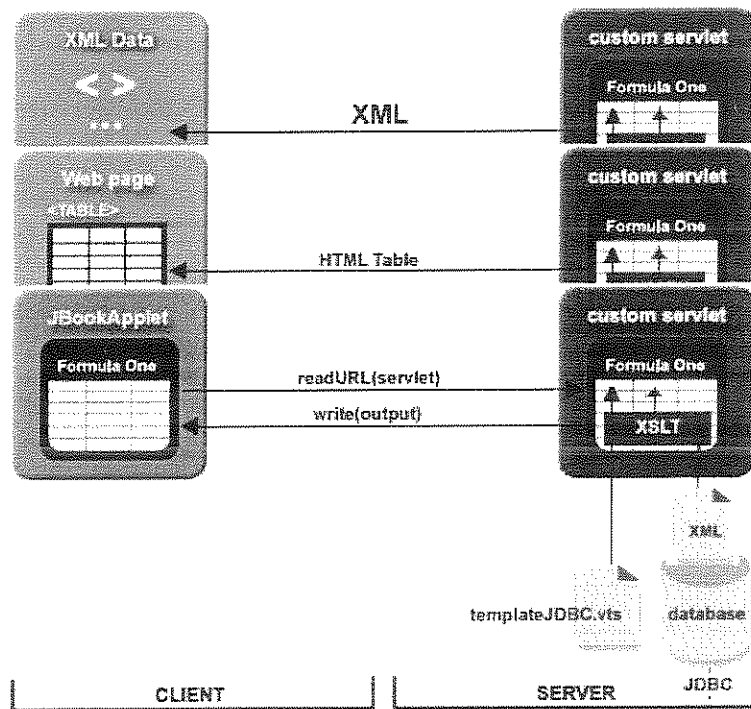 XML Data
< >
...
XML
custom servlet
Formula One
Web page
<TABLE>
HTML Table
custom servlet
Formula One
JBookApplet
Formula One
readURL(servlet)
write(output)
custom servlet
Formula One
XSLT
XML
templateJDBC.vts
database
JDBC
CLIENT
SERVER